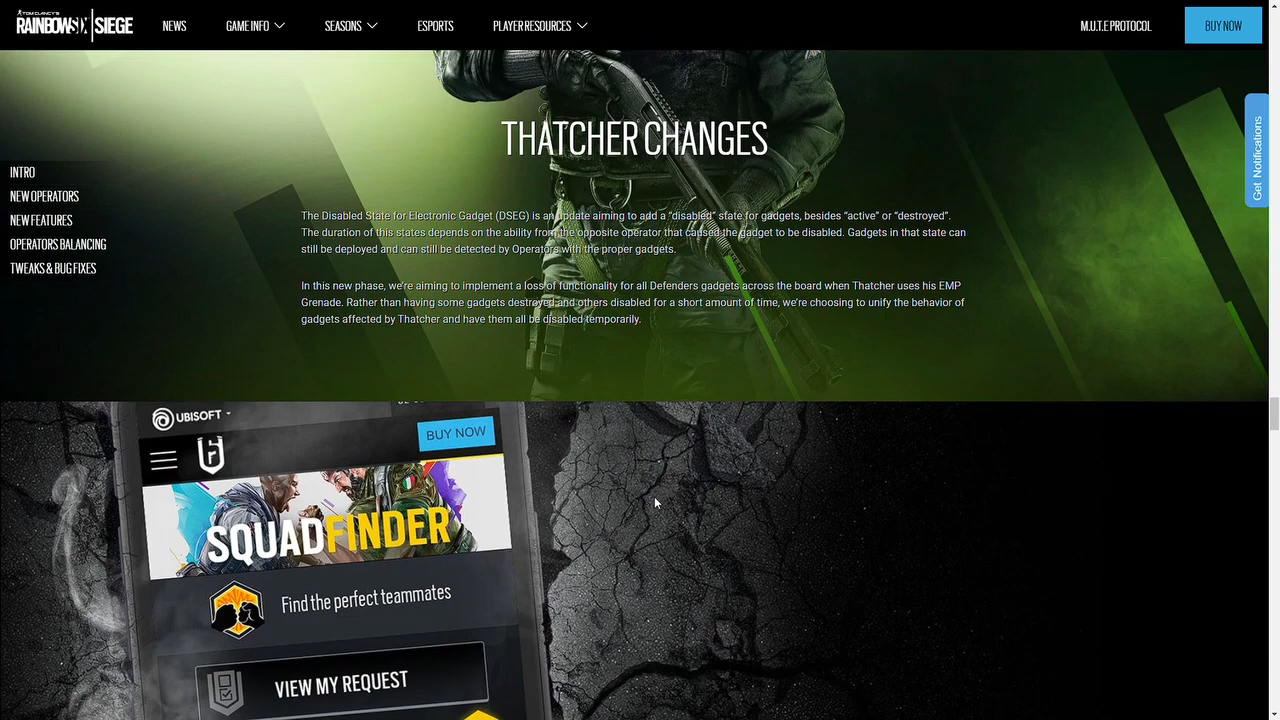 TOM CLANCY'S
RAINBOWSIX | SIEGE
NEWS
GAME INFO
SEASONS
ESPORTS
PLAYER RESOURCES
M.U.T.E PROTOCOL
BUY NOW
Get Notifications
THATCHER CHANGES
INTRO
NEW OPERATORS
NEW FEATURES
OPERATORS BALANCING
TWEAKS & BUG FIXES
The Disabled State for Electronic Gadget (DSEG) is an update aiming to add a “disabled” state for gadgets, besides “active” or “destroyed”.
The duration of this states depends on the ability from the opposite operator that caused the gadget to be disabled. Gadgets in that state can
still be deployed and can still be detected by Operators with the proper gadgets.
In this new phase, we’re aiming to implement a loss of functionality for all Defenders gadgets across the board when Thatcher uses his EMP
Grenade. Rather than having some gadgets destroyed and others disabled for a short amount of time, we’re choosing to unify the behavior of
gadgets affected by Thatcher and have them all be disabled temporarily.
UBISOFT
BUY NOW
SQUADFINDER
Find the perfect teammates
VIEW MY REQUEST